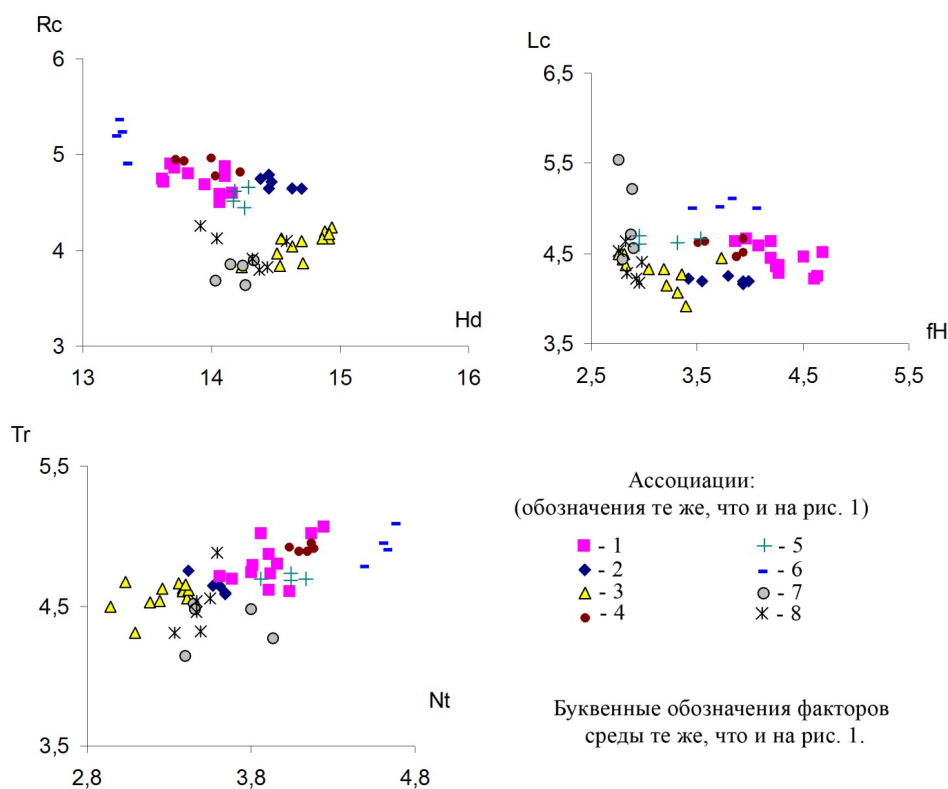 Rc
6
5
4
3
13 14 15 16
Hd
Lc
6,5
5,5
4,5
3,5
2,5 3,5 4,5 5,5
fH
Tr
5,5
4,5
3,5
2,8 3,8 4,8
Nt
Ассоциации:
(обозначения те же, что и на рис. 1)
- 1
- 2
- 3
- 4
- 5
- 6
- 7
- 8
Буквенные обозначения факторов
среды те же, что и на рис. 1.